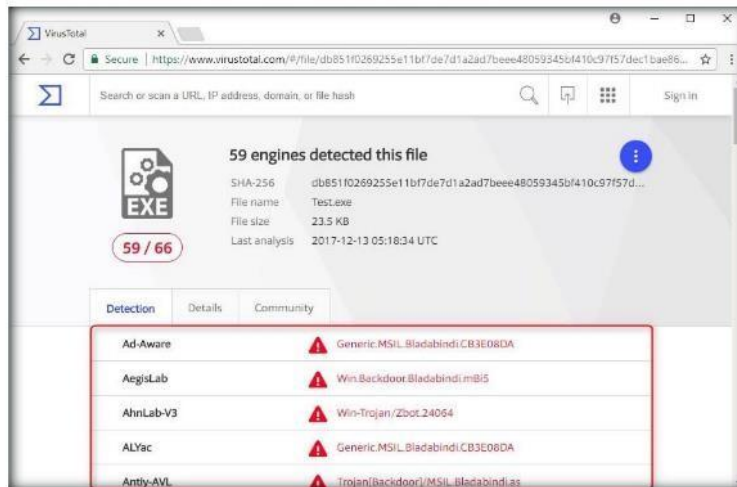 VirusTotal
Secure https://www.virustotal.com/#/file/db851f0269255e11bf7de7d1a2ad7beee48059345bf410c97f57dec1bae86...
Search or scan a URL, IP address, domain, or file hash
Sign in
59 engines detected this file
SHA-256 db851f0269255e11bf7de7d1a2ad7beee48059345bf410c97f57d...
File name Test.exe
File size 23.5 KB
Last analysis 2017-12-13 05:18:34 UTC
EXE
59 / 66
Detection Details Community
Ad-Aware Generic.MSIL.Bladabindi.CB3E08DA
AegisLab Win.Backdoor.Bladabindi.mBi5
AhnLab-V3 Win-Trojan/Zbot.24064
ALYac Generic.MSIL.Bladabindi.CB3E08DA
Antiy-AVL Trojan[Backdoor]/MSIL.Bladabindi.as